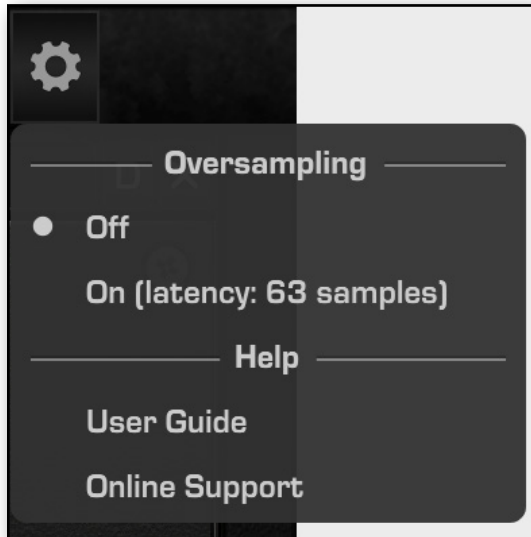 Oversampling
Off
On (latency: 63 samples)
Help
User Guide
Online Support